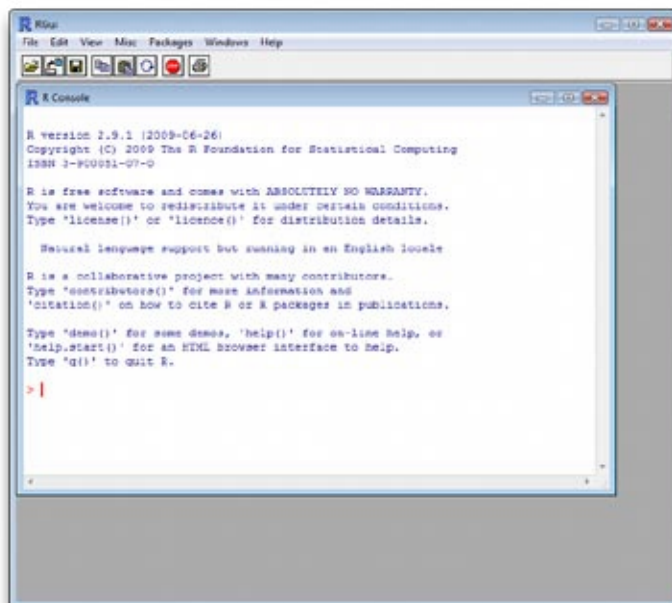 RGui
File Edit View Misc Packages Windows Help
R Console
R version 2.9.1 (2009-06-26)
Copyright (C) 2009 The R Foundation for Statistical Computing
ISBN 3-900051-07-0
R is free software and comes with ABSOLUTELY NO WARRANTY.
You are welcome to redistribute it under certain conditions.
Type 'license()' or 'licence()' for distribution details.
Natural language support but running in an English locale
R is a collaborative project with many contributors.
Type 'contributors()' for more information and
'citation()' on how to cite R or R packages in publications.
Type 'demo()' for some demos, 'help()' for on-line help, or
'help.start()' for an HTML browser interface to help.
Type 'q()' to quit R.
>